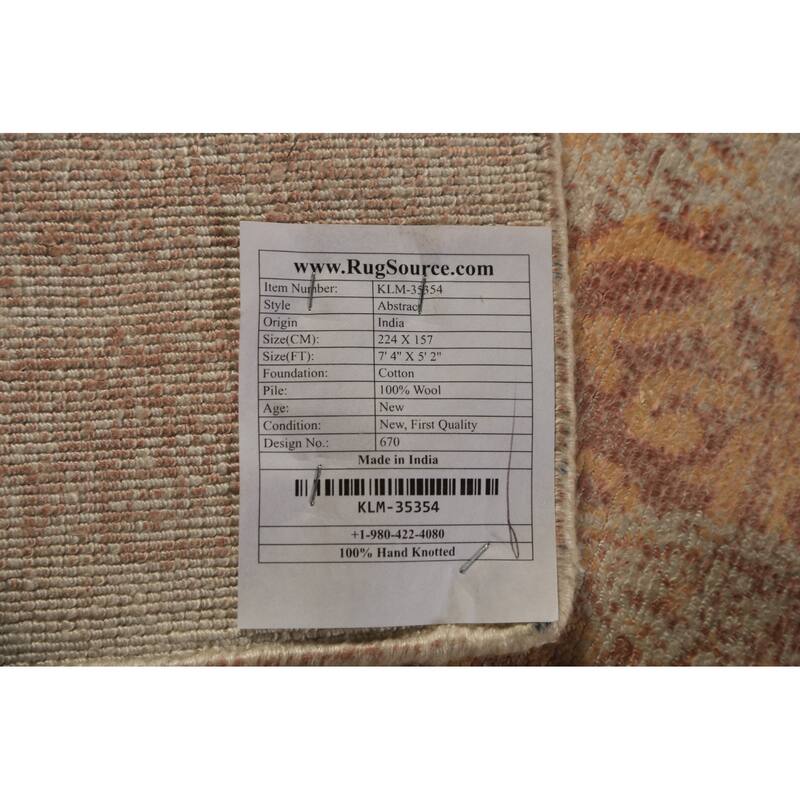 www.RugSource.com
Item Number: KLM-35354
Style Abstract
Origin India
Size(CM): 224 X 157
Size(FT): 7' 4" X 5' 2"
Foundation: Cotton
Pile: 100% Wool
Age: New
Condition: New, First Quality
Design No.: 670
Made in India
KLM-35354
+1-980-422-4080
100% Hand Knotted